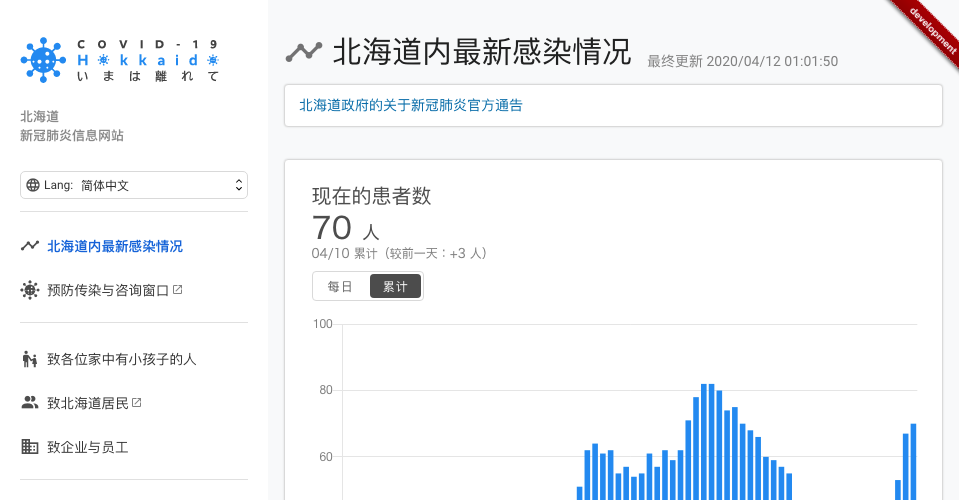 COVID-19
Hokkaido
いまは離れて
北海道
新冠肺炎信息网站
Lang: 简体中文
北海道内最新感染情况
预防传染与咨询窗口
致各位家中有小孩子的人
致北海道居民
致企业与员工
北海道内最新感染情况
最终更新 2020/04/12 01:01:50
development
北海道政府的关于新冠肺炎官方通告
现在的患者数
70 人
04/10 累计（较前一天：+3 人）
每日 累计
100
80
60